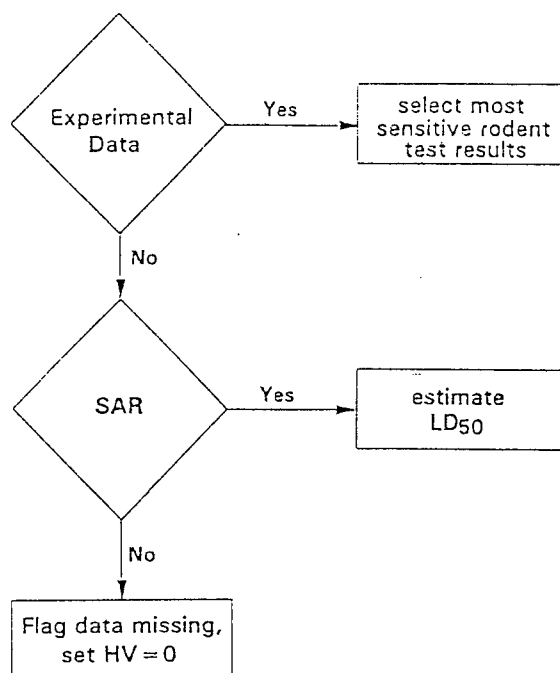 Experimental
Data
Yes
select most
sensitive rodent
test results
No
SAR
Yes
estimate
LD50
No
Flag data missing,
set HV = 0